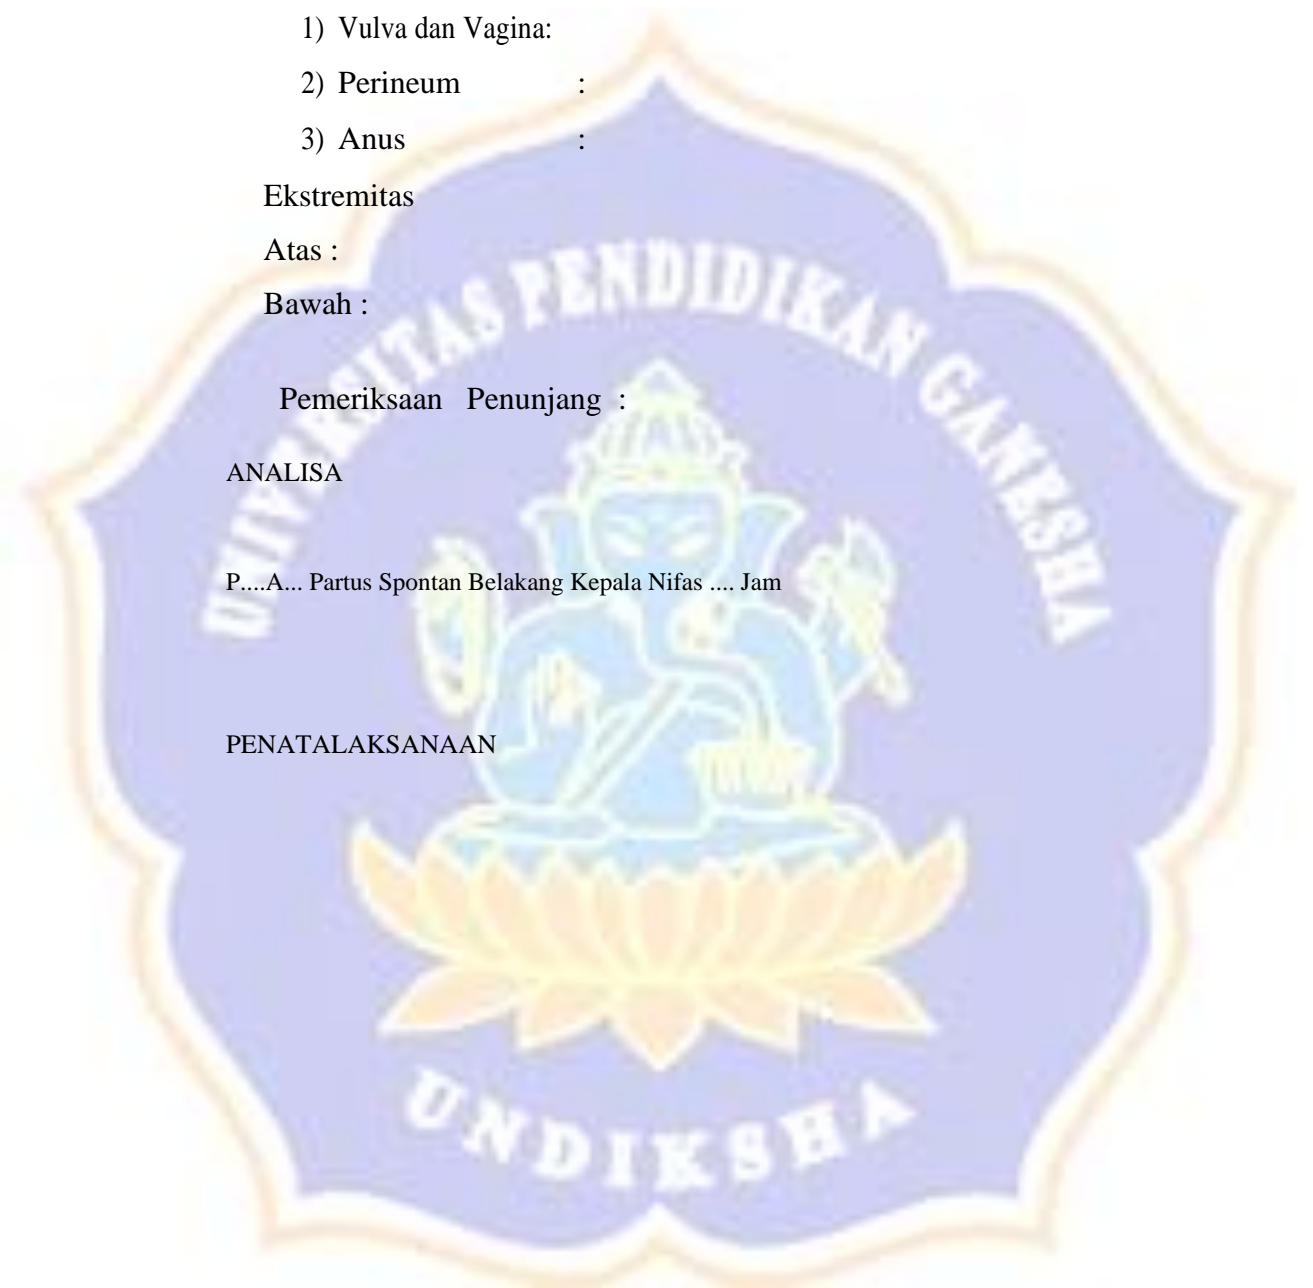 1) Vulva dan Vagina:
2) Perineum :
3) Anus :
Ekstremitas
Atas :
Bawah :
Pemeriksaan Penunjang :
ANALISA
P....A... Partus Spontan Belakang Kepala Nifas .... Jam
PENATALAKSANAAN
UNIVERSITAS PENDIDIKAN GANESHA
UNDIKSHA